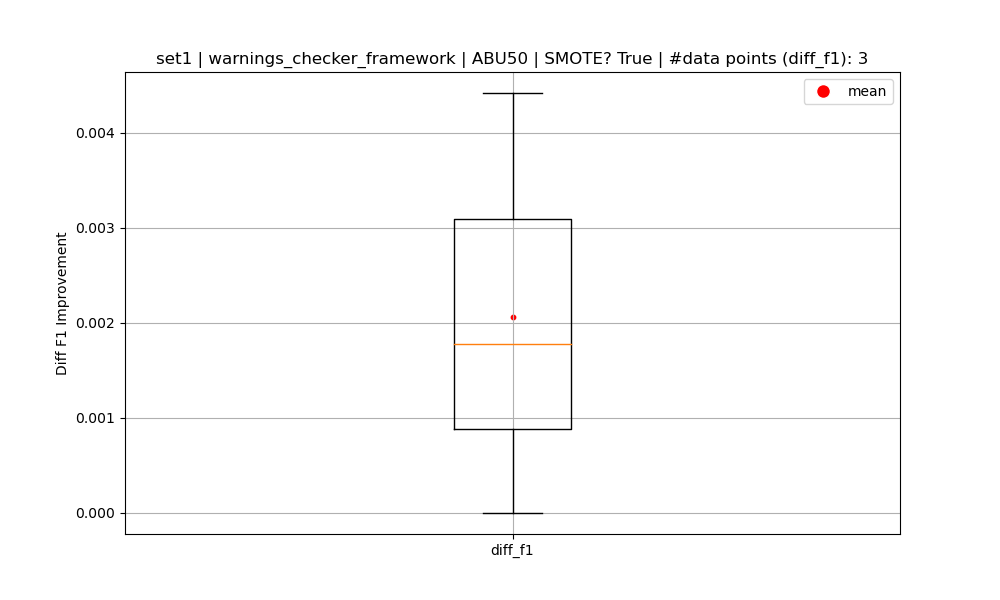 set1 | warnings_checker_framework | ABU50 | SMOTE? True | #data points (diff_f1): 3
mean
0.004
0.003
0.002
0.001
0.000
Diff F1 Improvement
diff_f1